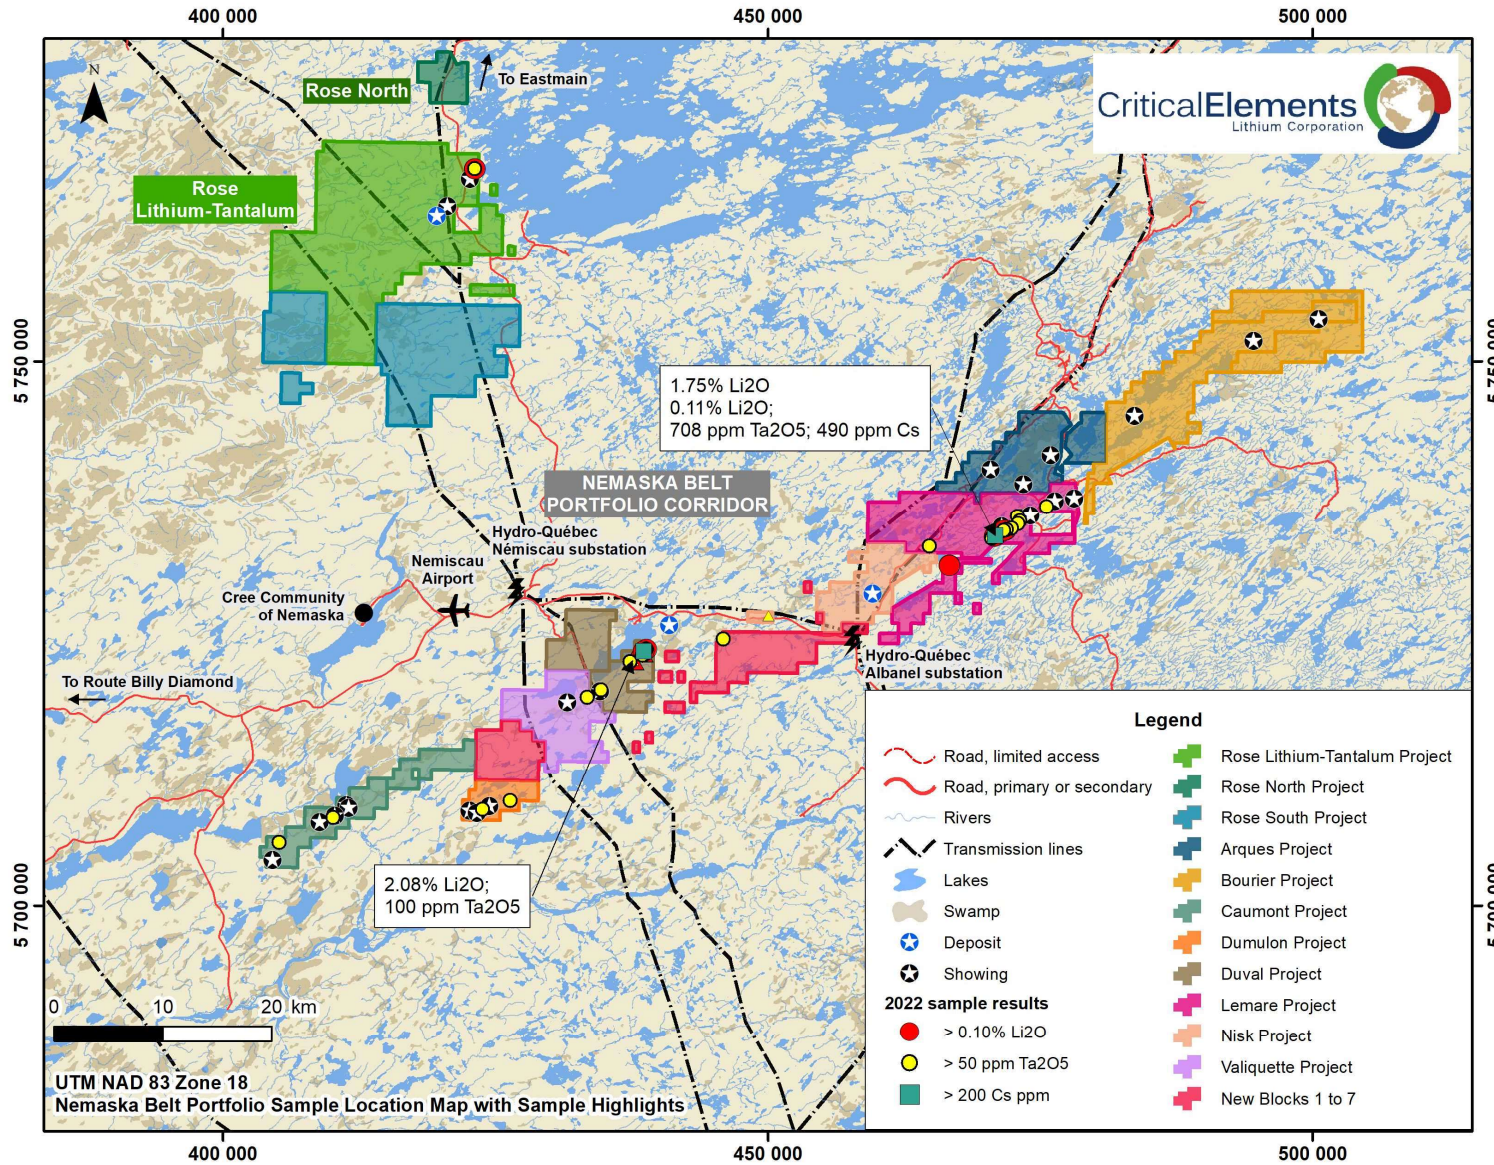 400 000
450 000
500 000
N
Rose North
To Eastmain
CriticalElements
Lithium Corporation
Rose
Lithium-Tantalum
5 750 000
5 750 000
1.75% Li2O
0.11% Li2O;
708 ppm Ta2O5; 490 ppm Cs
NEMASKA BELT
PORTFOLIO CORRIDOR
Hydro-Québec
Némiscau substation
Nemiscau
Airport
Cree Community
of Nemaska
To Route Billy Diamond
Hydro-Québec
Albanel substation
2.08% Li2O;
100 ppm Ta2O5
5 700 000
5 700 000
0
10
20 km
UTM NAD 83 Zone 18
Nemaska Belt Portfolio Sample Location Map with Sample Highlights
Legend
Road, limited access
Road, primary or secondary
Rivers
Transmission lines
Lakes
Swamp
Deposit
Showing
2022 sample results
> 0.10% Li2O
> 50 ppm Ta2O5
> 200 Cs ppm
Rose Lithium-Tantalum Project
Rose North Project
Rose South Project
Arques Project
Bourier Project
Caumont Project
Dumulon Project
Duval Project
Lemare Project
Nisk Project
Valiquette Project
New Blocks 1 to 7
400 000
450 000
500 000